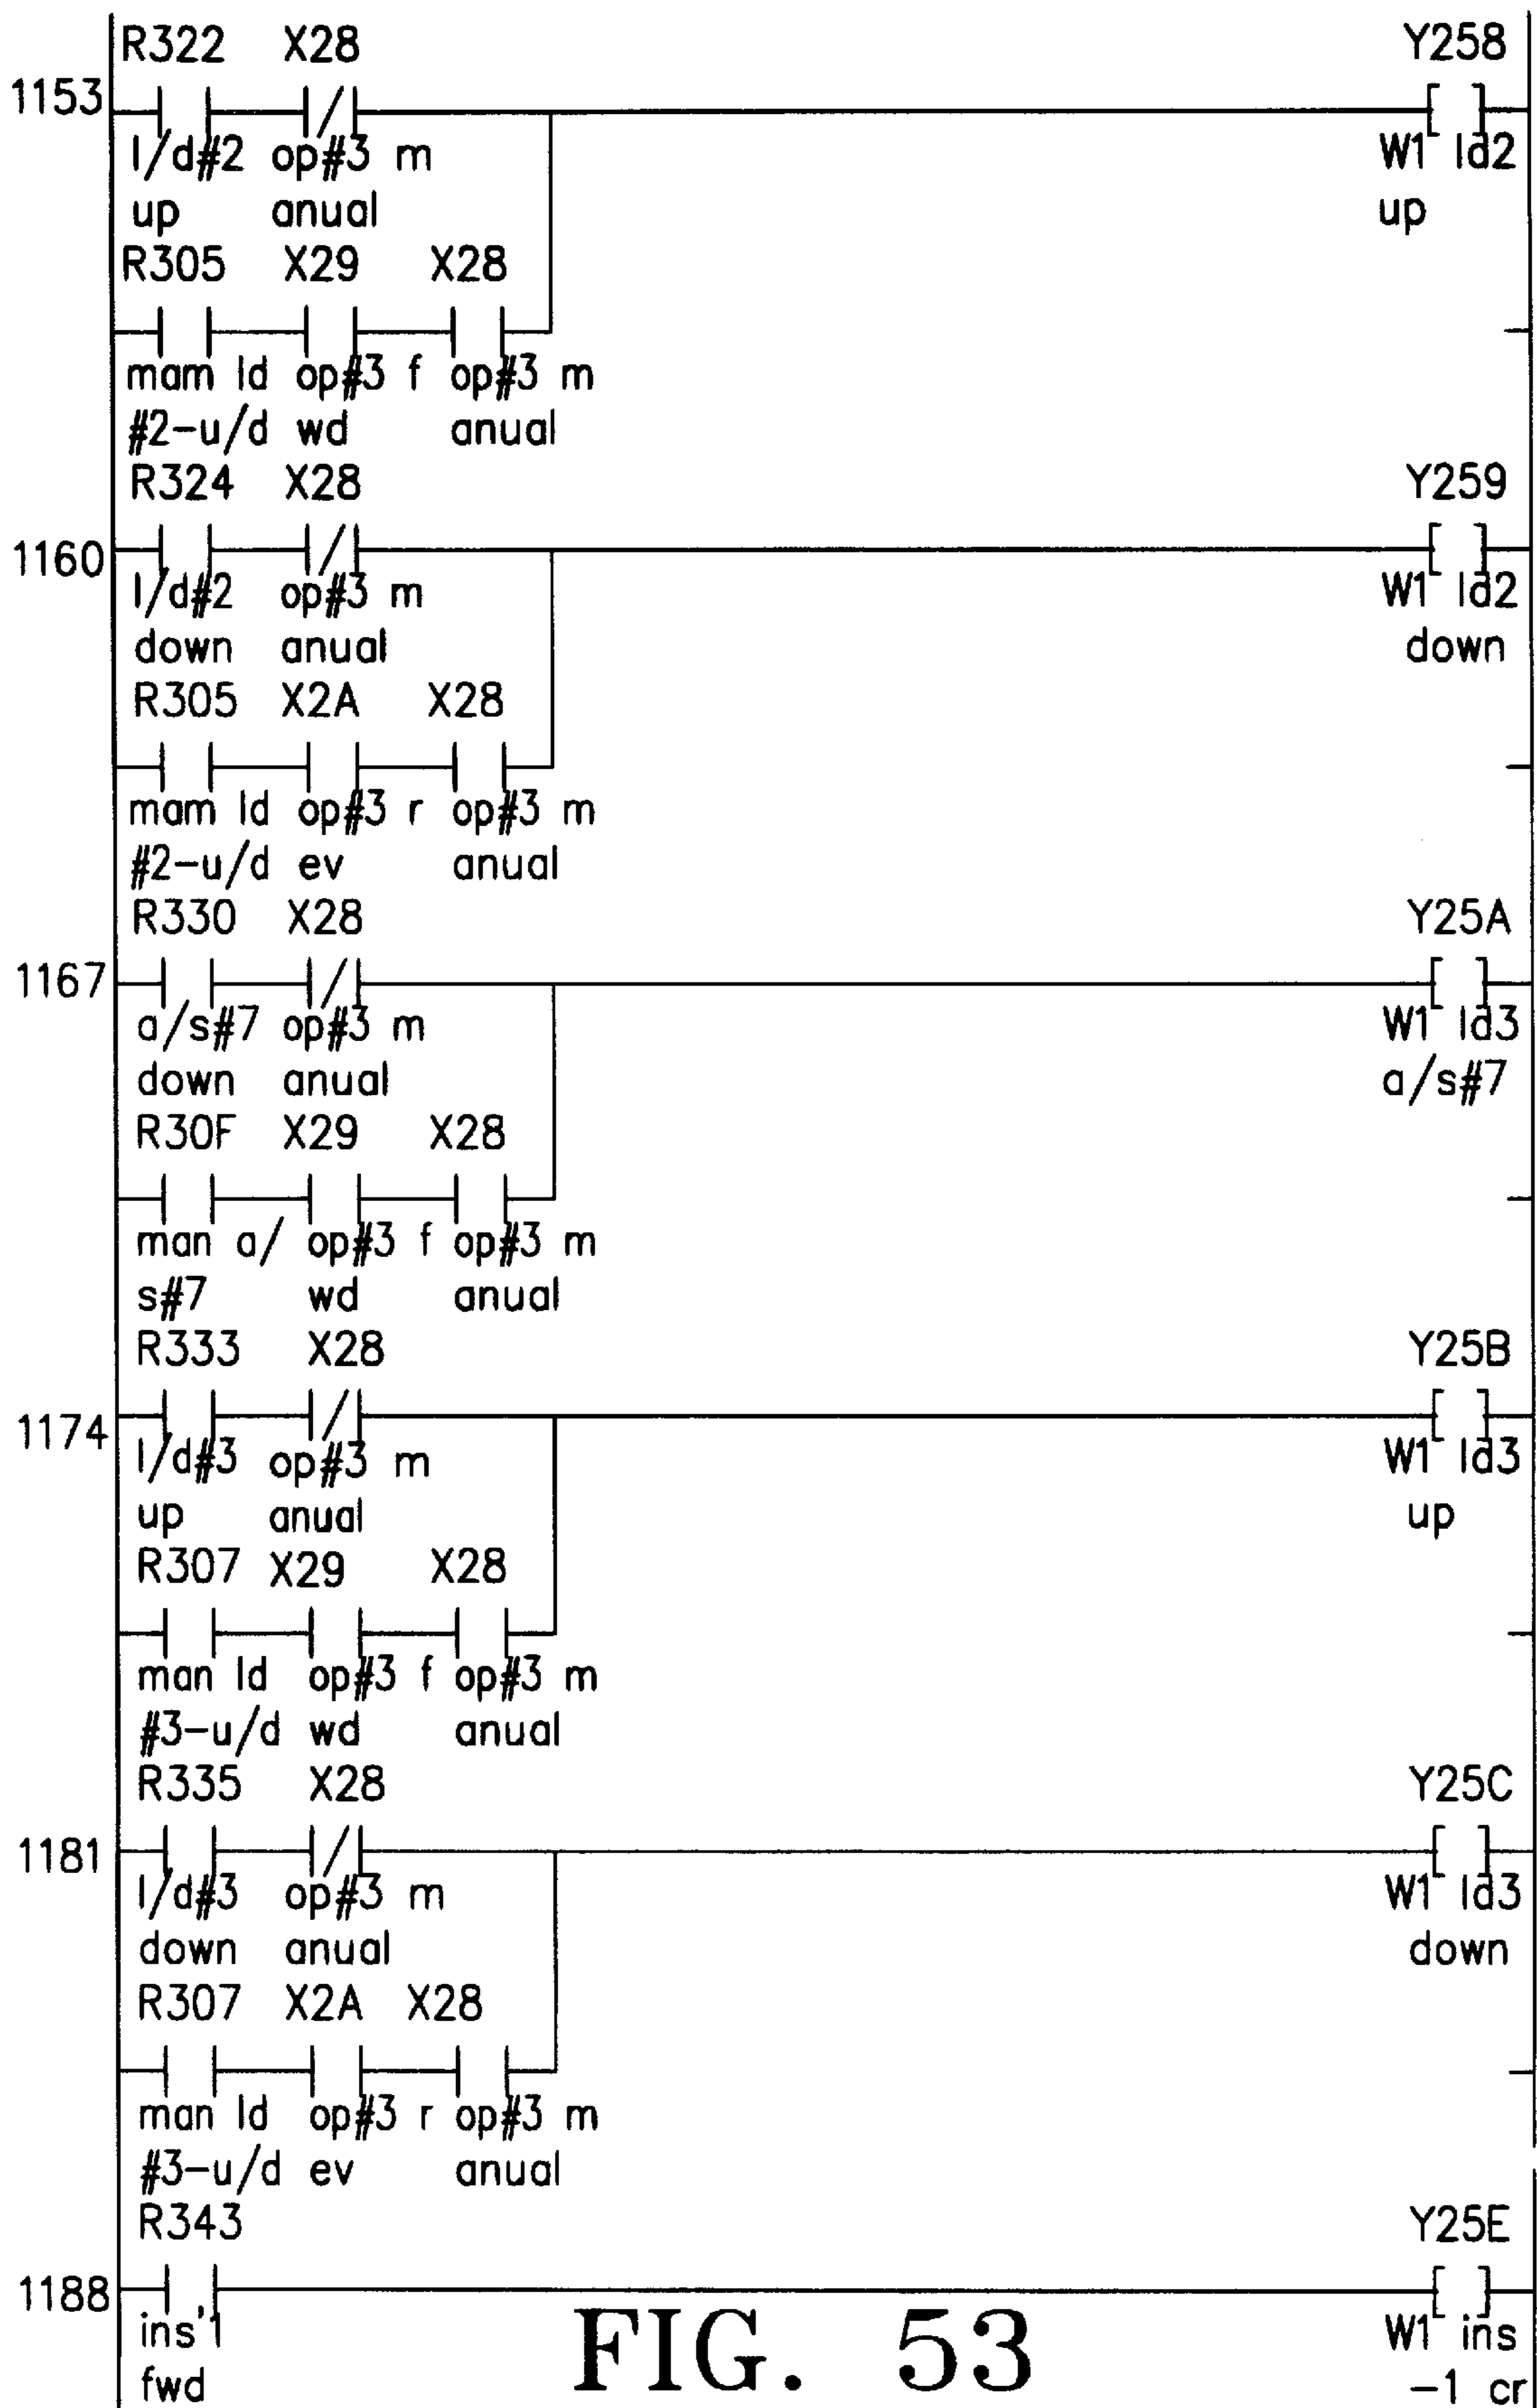 R322 X28 Y258
1153
l/d#2 op#3 m W1 ld2
up anual up
R305 X29 X28
mam ld op#3 f op#3 m
#2-u/d wd anual
R324 X28 Y259
1160
l/d#2 op#3 m W1 ld2
down anual down
R305 X2A X28
mam ld op#3 r op#3 m
#2-u/d ev anual
R330 X28 Y25A
1167
a/s#7 op#3 m W1 ld3
down anual a/s#7
R30F X29 X28
man a/ op#3 f op#3 m
s#7 wd anual
R333 X28 Y25B
1174
l/d#3 op#3 m W1 ld3
up anual up
R307 X29 X28
man ld op#3 f op#3 m
#3-u/d wd anual
R335 X28 Y25C
1181
l/d#3 op#3 m W1 ld3
down anual down
R307 X2A X28
man ld op#3 r op#3 m
#3-u/d ev anual
R343 Y25E
1188
ins'1 W1 ins
fwd -1 cr
FIG. 53